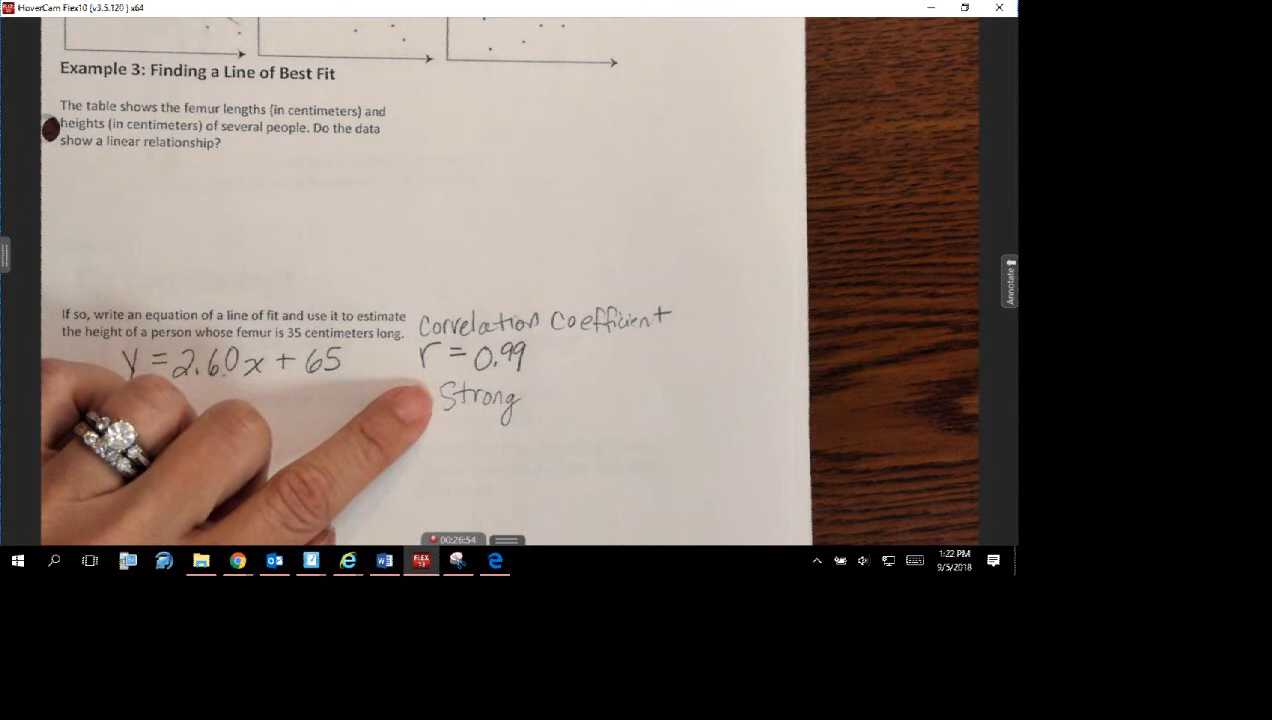 HoverCam Flex10 [v3.5.129] x64
Example 3: Finding a Line of Best Fit
The table shows the femur lengths (in centimeters) and
heights (in centimeters) of several people. Do the data
show a linear relationship?
If so, write an equation of a line of fit and use it to estimate
the height of a person whose femur is 35 centimeters long.
y = 2.60x + 65
Correlation Coefficient
r = 0.99
Strong
Annotate
00:26:54
FLEX
1:22 PM
9/5/2018